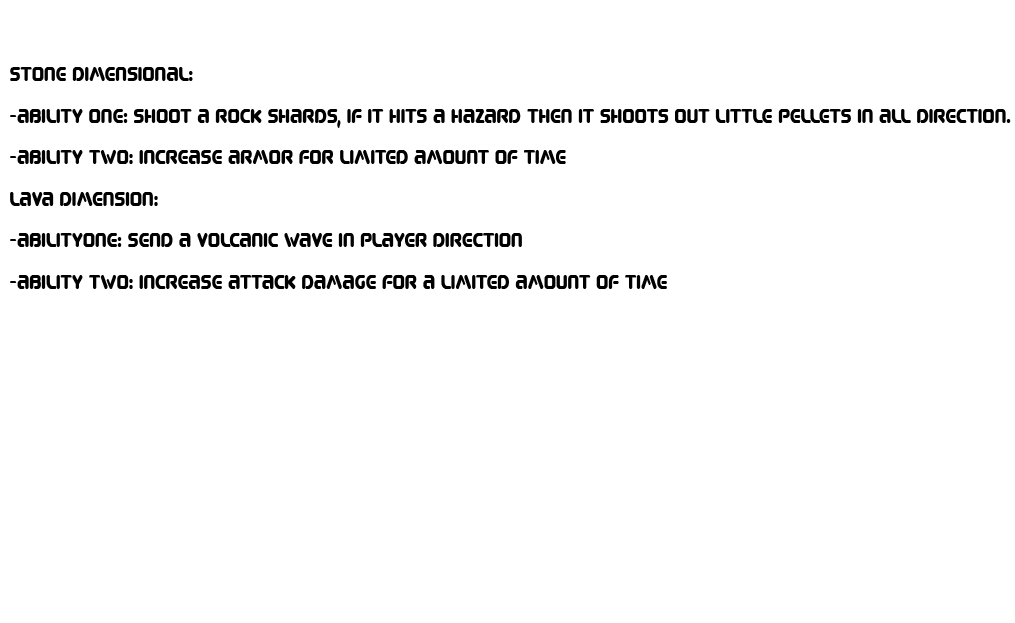 STONE DIMENSIONAL:
-ABILITY ONE: SHOOT A ROCK SHARDS, IF IT HITS A HAZARD THEN IT SHOOTS OUT LITTLE PELLETS IN ALL DIRECTION.
-ABILITY TWO: INCREASE ARMOR FOR LIMITED AMOUNT OF TIME
LAVA DIMENSION:
-ABILITYONE: SEND A VOLCANIC WAVE IN PLAYER DIRECTION
-ABILITY TWO: INCREASE ATTACK DAMAGE FOR A LIMITED AMOUNT OF TIME